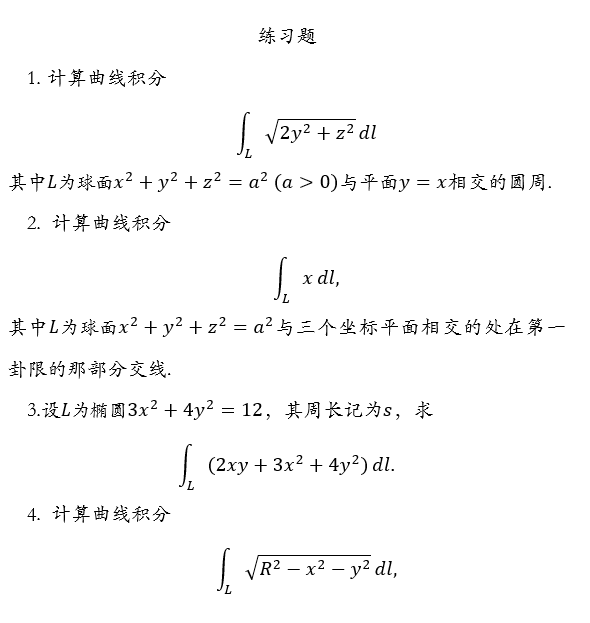 练习题
1. 计算曲线积分
∫_L √(2y² + z²) dl
其中L为球面x² + y² + z² = a² (a > 0)与平面y = x相交的圆周.
2. 计算曲线积分
∫_L x dl,
其中L为球面x² + y² + z² = a²与三个坐标平面相交的处在第一
卦限的那部分交线.
3.设L为椭圆3x² + 4y² = 12，其周长记为s，求
∫_L (2xy + 3x² + 4y²) dl.
4. 计算曲线积分
∫_L √(R² − x² − y²) dl,